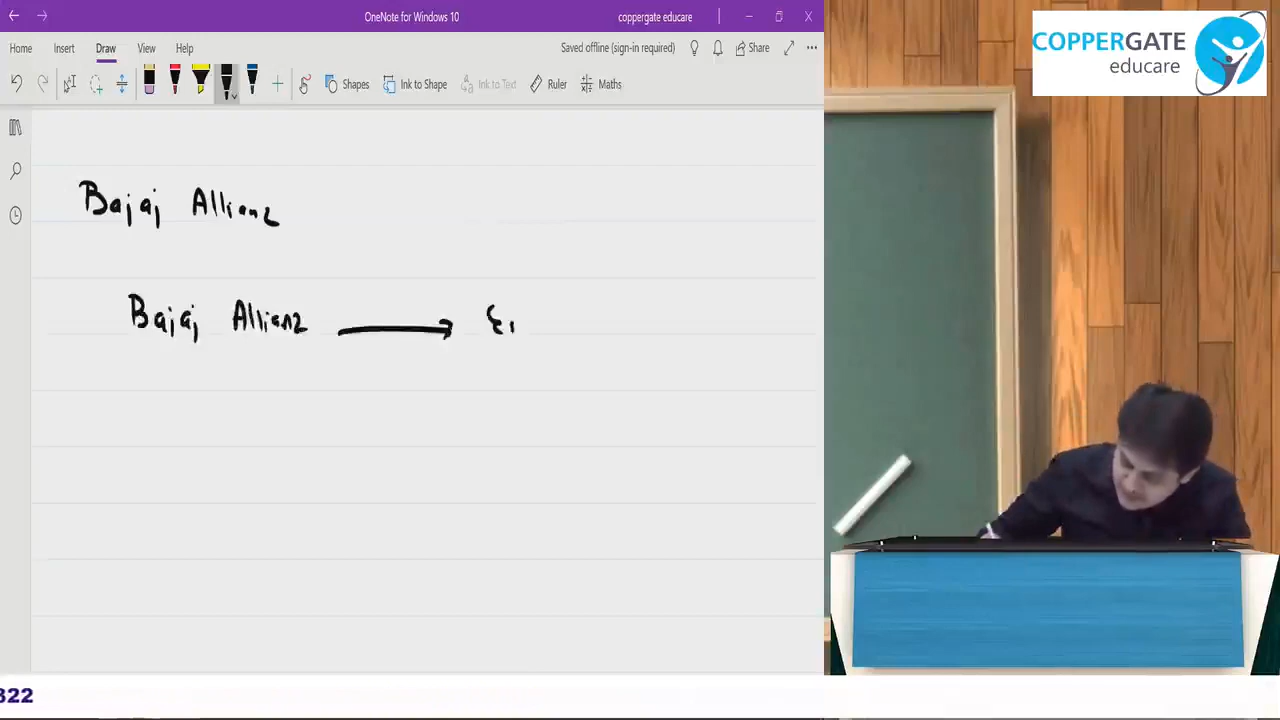 OneNote for Windows 10
coppergate educare
Home Insert Draw View Help
Saved offline (sign-in required)
Share
Shapes
Ink to Shape
Ink to Text
Ruler
Maths
COPPERGATE
educare
Bajaj Allianz
Bajaj Allianz
322